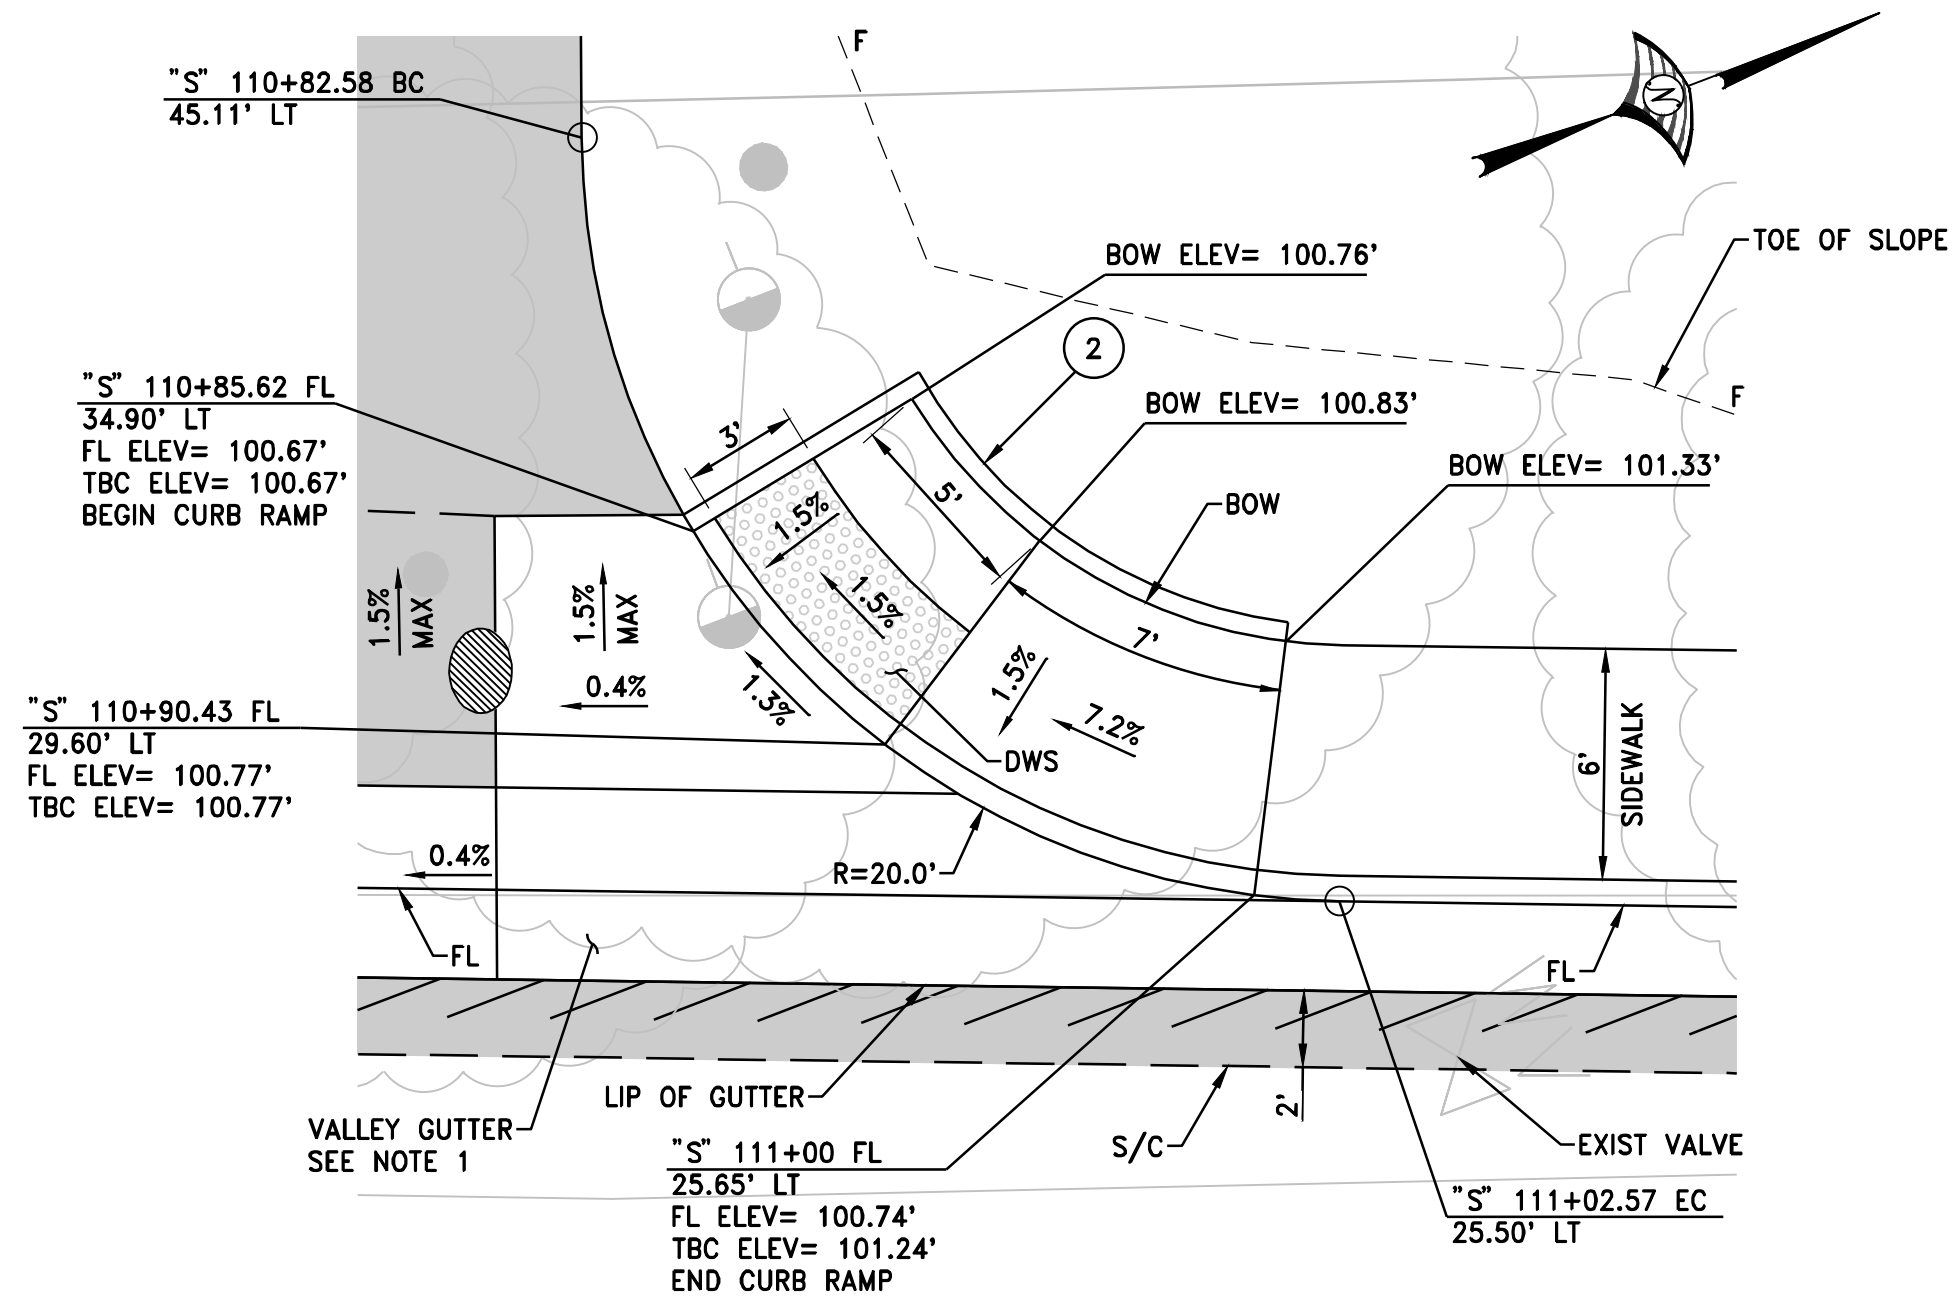 "S" 110+82.58 BC
45.11' LT
F
N
TOE OF SLOPE
BOW ELEV= 100.76'
2
"S" 110+85.62 FL
34.90' LT
FL ELEV= 100.67'
TBC ELEV= 100.67'
BEGIN CURB RAMP
BOW ELEV= 100.83'
F
3'
BOW ELEV= 101.33'
5'
BOW
1.5%
1.5%
1.5%
MAX
1.5%
MAX
7'
1.5%
0.4%
1.3%
7.2%
"S" 110+90.43 FL
29.60' LT
FL ELEV= 100.77'
TBC ELEV= 100.77'
DWS
6'
SIDEWALK
0.4%
R=20.0'
FL
FL
LIP OF GUTTER
2'
VALLEY GUTTER
SEE NOTE 1
S/C
EXIST VALVE
"S" 111+00 FL
25.65' LT
FL ELEV= 100.74'
TBC ELEV= 101.24'
END CURB RAMP
"S" 111+02.57 EC
25.50' LT